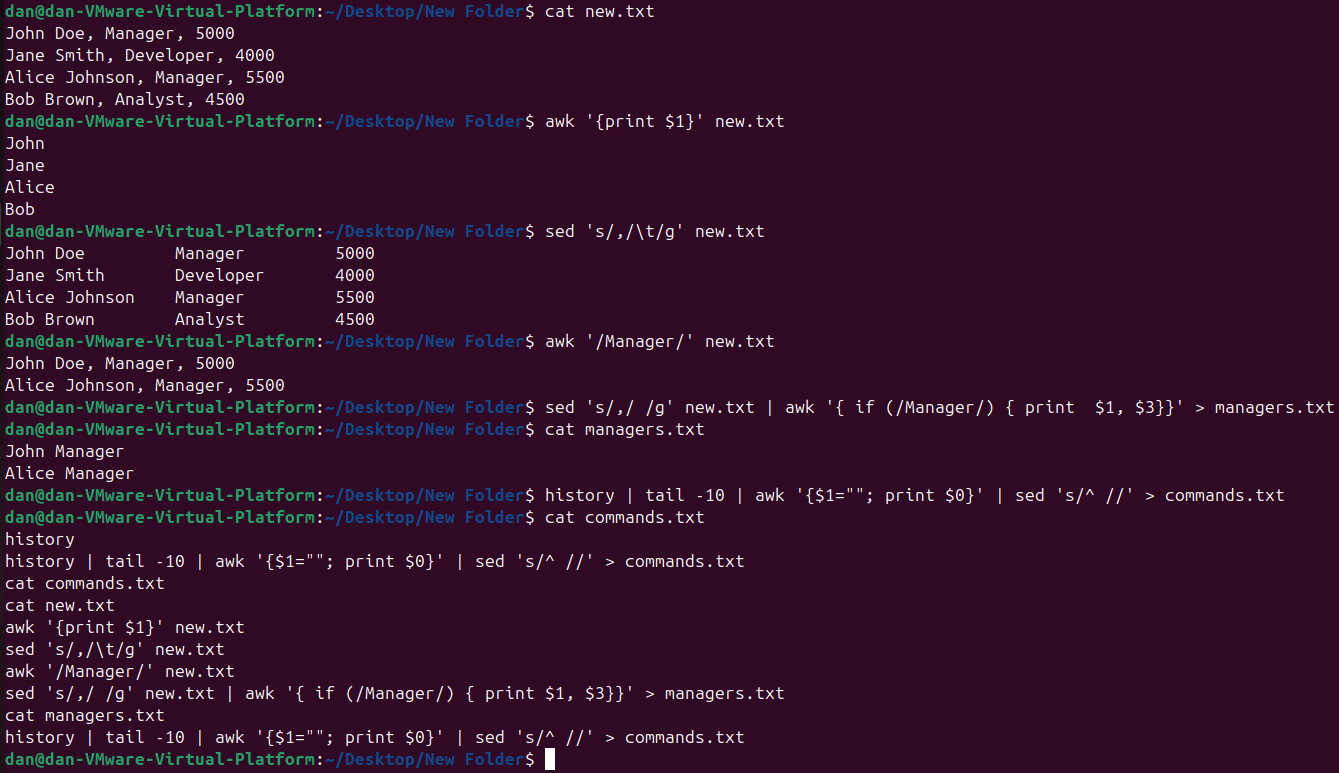 dan@dan-VMware-Virtual-Platform:~/Desktop/New Folder$ cat new.txt
John Doe, Manager, 5000
Jane Smith, Developer, 4000
Alice Johnson, Manager, 5500
Bob Brown, Analyst, 4500
dan@dan-VMware-Virtual-Platform:~/Desktop/New Folder$ awk '{print $1}' new.txt
John
Jane
Alice
Bob
dan@dan-VMware-Virtual-Platform:~/Desktop/New Folder$ sed 's/,/\t/g' new.txt
John Doe         Manager         5000
Jane Smith       Developer       4000
Alice Johnson    Manager         5500
Bob Brown        Analyst         4500
dan@dan-VMware-Virtual-Platform:~/Desktop/New Folder$ awk '/Manager/' new.txt
John Doe, Manager, 5000
Alice Johnson, Manager, 5500
dan@dan-VMware-Virtual-Platform:~/Desktop/New Folder$ sed 's/,/ /g' new.txt | awk '{ if (/Manager/) { print  $1, $3}}' > managers.txt
dan@dan-VMware-Virtual-Platform:~/Desktop/New Folder$ cat managers.txt
John Manager
Alice Manager
dan@dan-VMware-Virtual-Platform:~/Desktop/New Folder$ history | tail -10 | awk '{$1=""; print $0}' | sed 's/^ //' > commands.txt
dan@dan-VMware-Virtual-Platform:~/Desktop/New Folder$ cat commands.txt
history
history | tail -10 | awk '{$1=""; print $0}' | sed 's/^ //' > commands.txt
cat commands.txt
cat new.txt
awk '{print $1}' new.txt
sed 's/,/\t/g' new.txt
awk '/Manager/' new.txt
sed 's/,/ /g' new.txt | awk '{ if (/Manager/) { print $1, $3}}' > managers.txt
cat managers.txt
history | tail -10 | awk '{$1=""; print $0}' | sed 's/^ //' > commands.txt
dan@dan-VMware-Virtual-Platform:~/Desktop/New Folder$